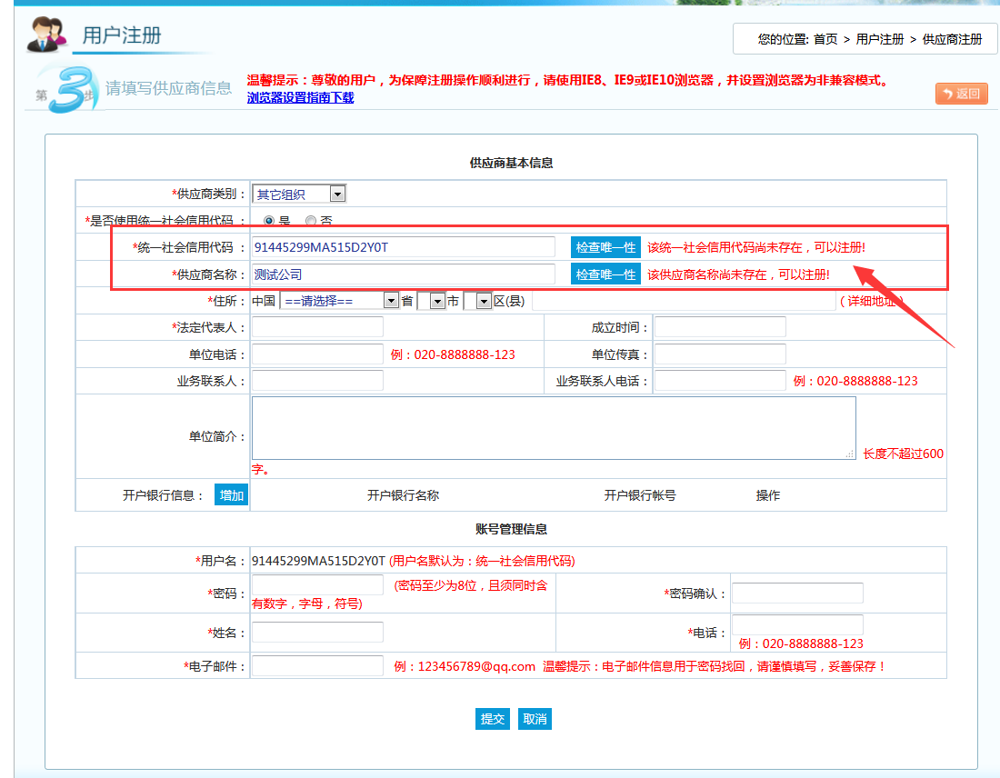 用户注册
您的位置: 首页 > 用户注册 > 供应商注册
第3步 请填写供应商信息
温馨提示：尊敬的用户，为保障注册操作顺利进行，请使用IE8、IE9或IE10浏览器，并设置浏览器为非兼容模式。
浏览器设置指南下载
返回
供应商基本信息
*供应商类别： 其它组织
*是否使用统一社会信用代码： 是 否
*统一社会信用代码： 91445299MA515D2Y0T 检查唯一性 该统一社会信用代码尚未存在，可以注册!
*供应商名称： 测试公司 检查唯一性 该供应商名称尚未存在，可以注册!
*住所： 中国 ==请选择== 省 市 区(县) (详细地址)
*法定代表人： 成立时间：
单位电话： 例：020-8888888-123 单位传真：
业务联系人： 业务联系人电话： 例：020-8888888-123
单位简介： 长度不超过600
字。
开户银行信息： 增加 开户银行名称 开户银行帐号 操作
账号管理信息
*用户名： 91445299MA515D2Y0T (用户名默认为：统一社会信用代码)
*密码： (密码至少为8位，且须同时含
有数字，字母，符号) *密码确认：
*姓名： *电话：
例：020-8888888-123
*电子邮件： 例：123456789@qq.com 温馨提示：电子邮件信息用于密码找回，请谨慎填写，妥善保存！
提交 取消